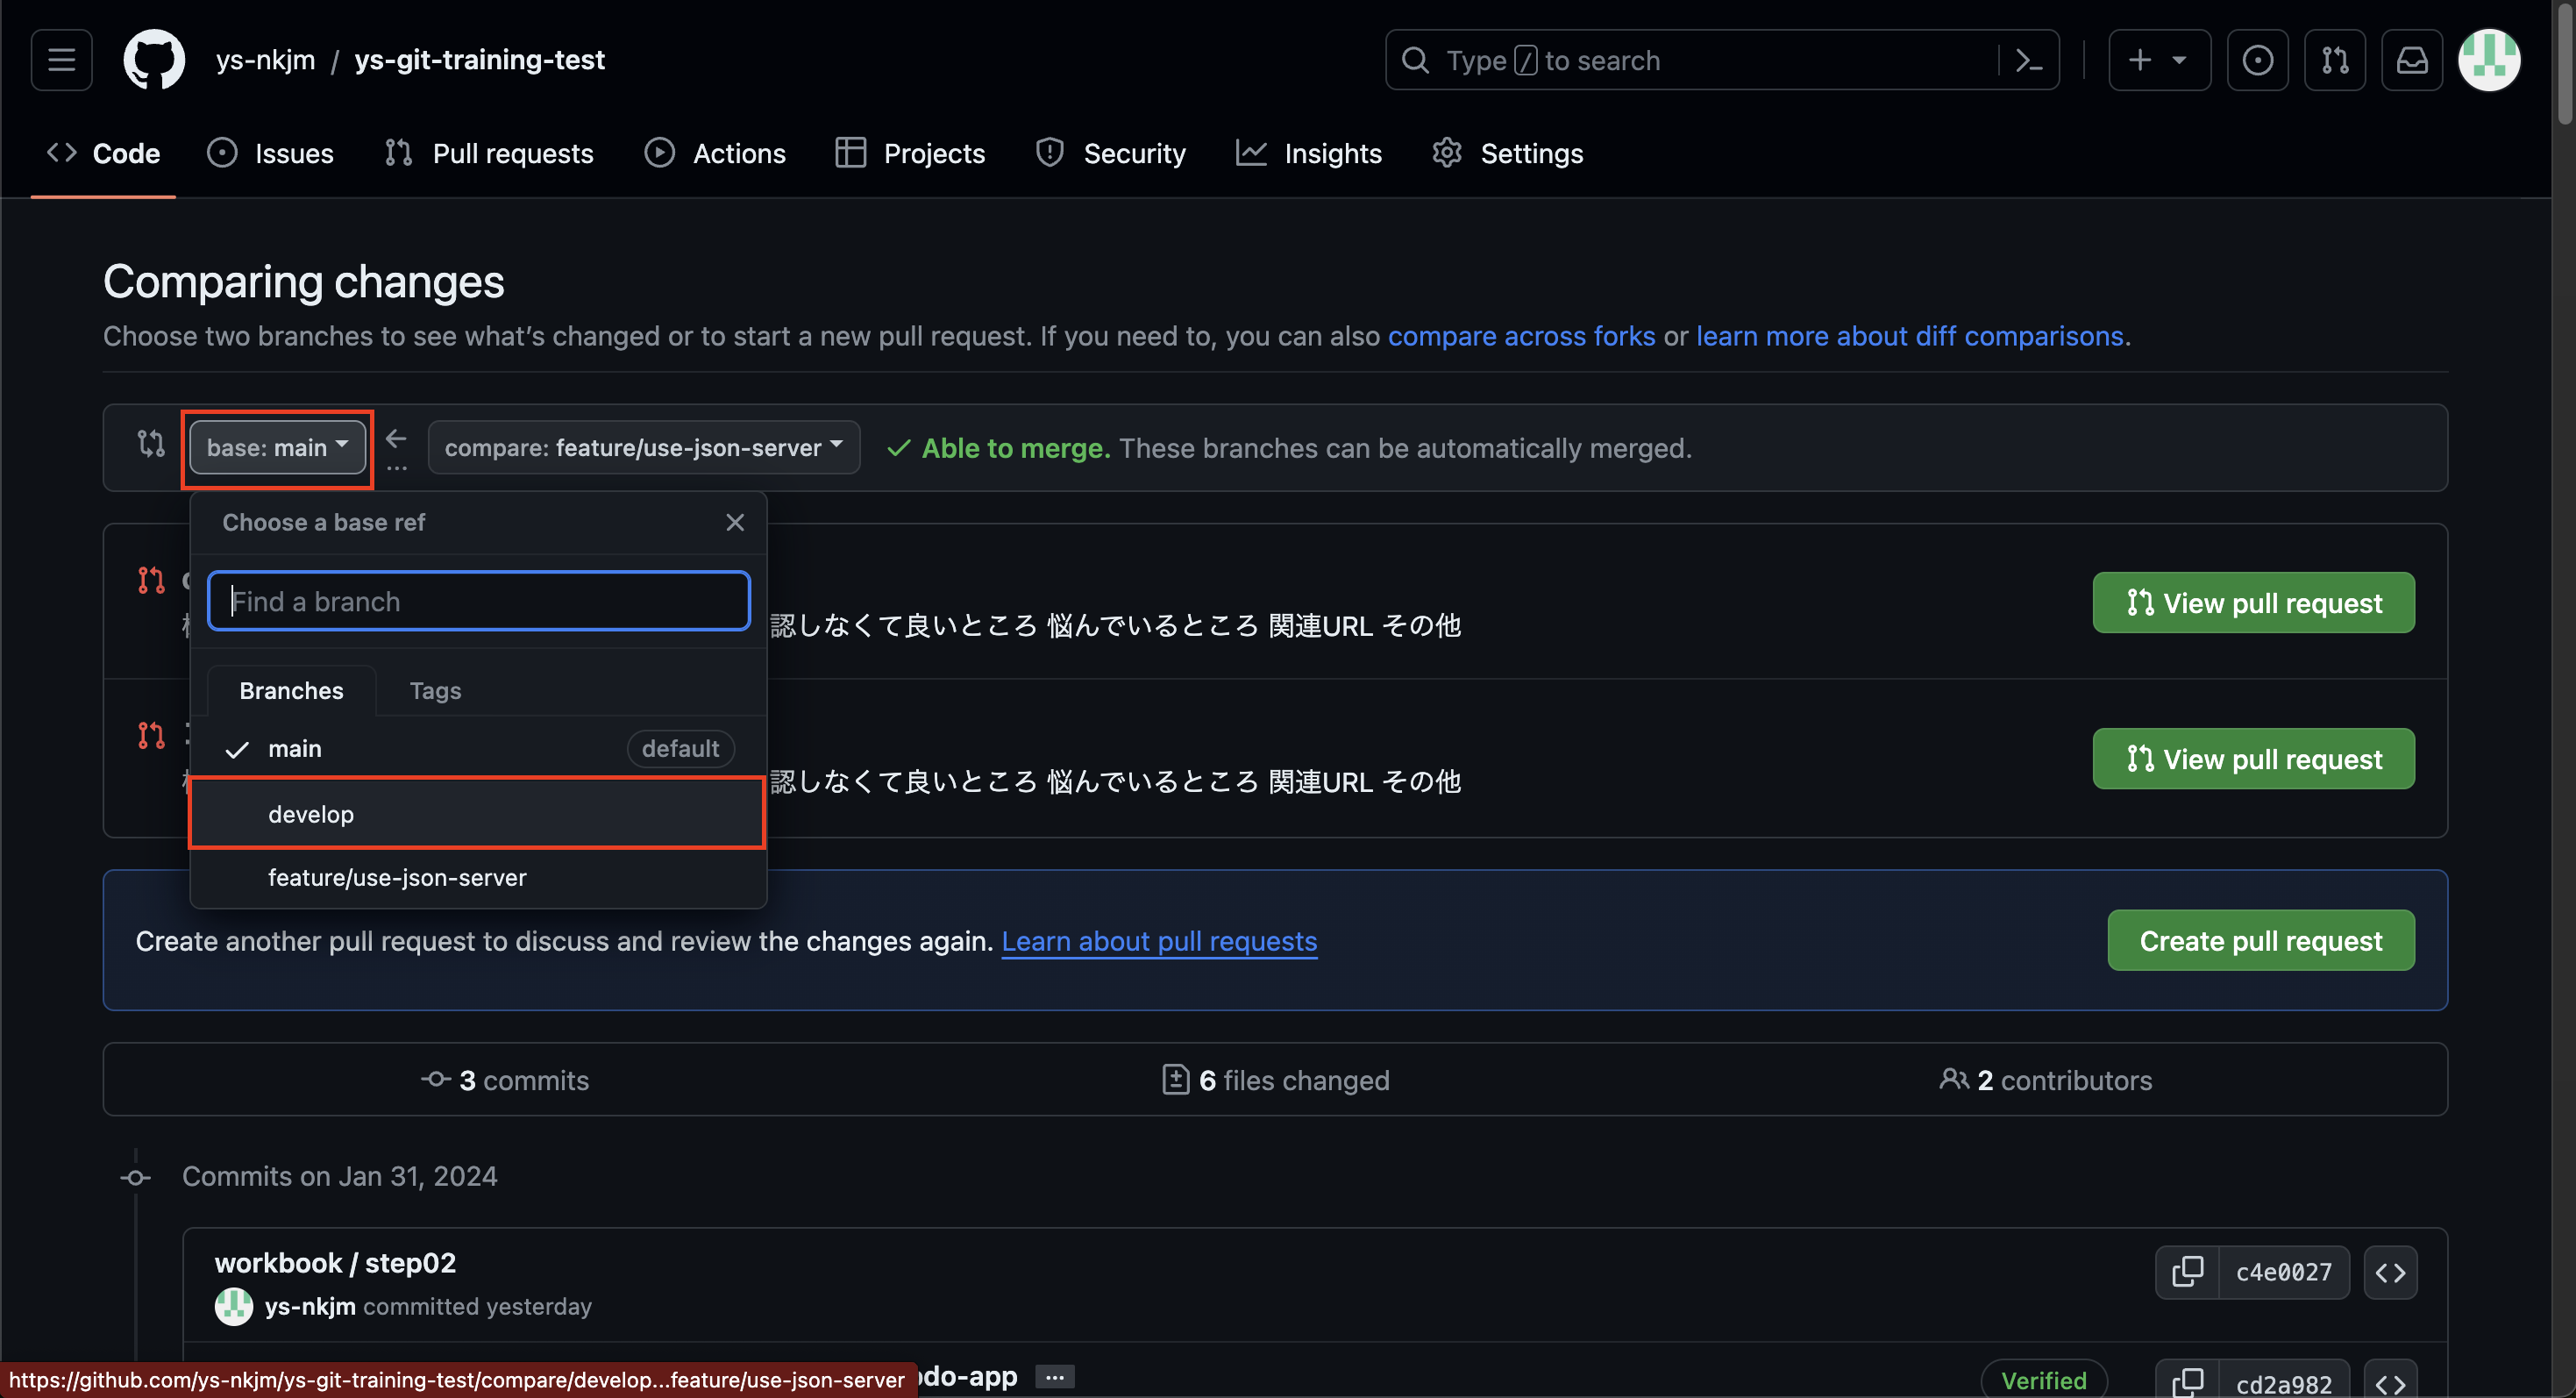 ys-nkjm / ys-git-training-test
Type / to search
Code
Issues
Pull requests
Actions
Projects
Security
Insights
Settings
Comparing changes
Choose two branches to see what's changed or to start a new pull request. If you need to, you can also compare across forks or learn more about diff comparisons.
base: main
compare: feature/use-json-server
Able to merge. These branches can be automatically merged.
Choose a base ref
Find a branch
認しなくて良いところ 悩んでいるところ 関連URL その他
View pull request
Branches
Tags
main
default
認しなくて良いところ 悩んでいるところ 関連URL その他
View pull request
develop
feature/use-json-server
Create another pull request to discuss and review the changes again. Learn about pull requests
Create pull request
3 commits
6 files changed
2 contributors
Commits on Jan 31, 2024
workbook / step02
ys-nkjm committed yesterday
c4e0027
do-app
...
Verified
cd2a982
https://github.com/ys-nkjm/ys-git-training-test/compare/develop...feature/use-json-server